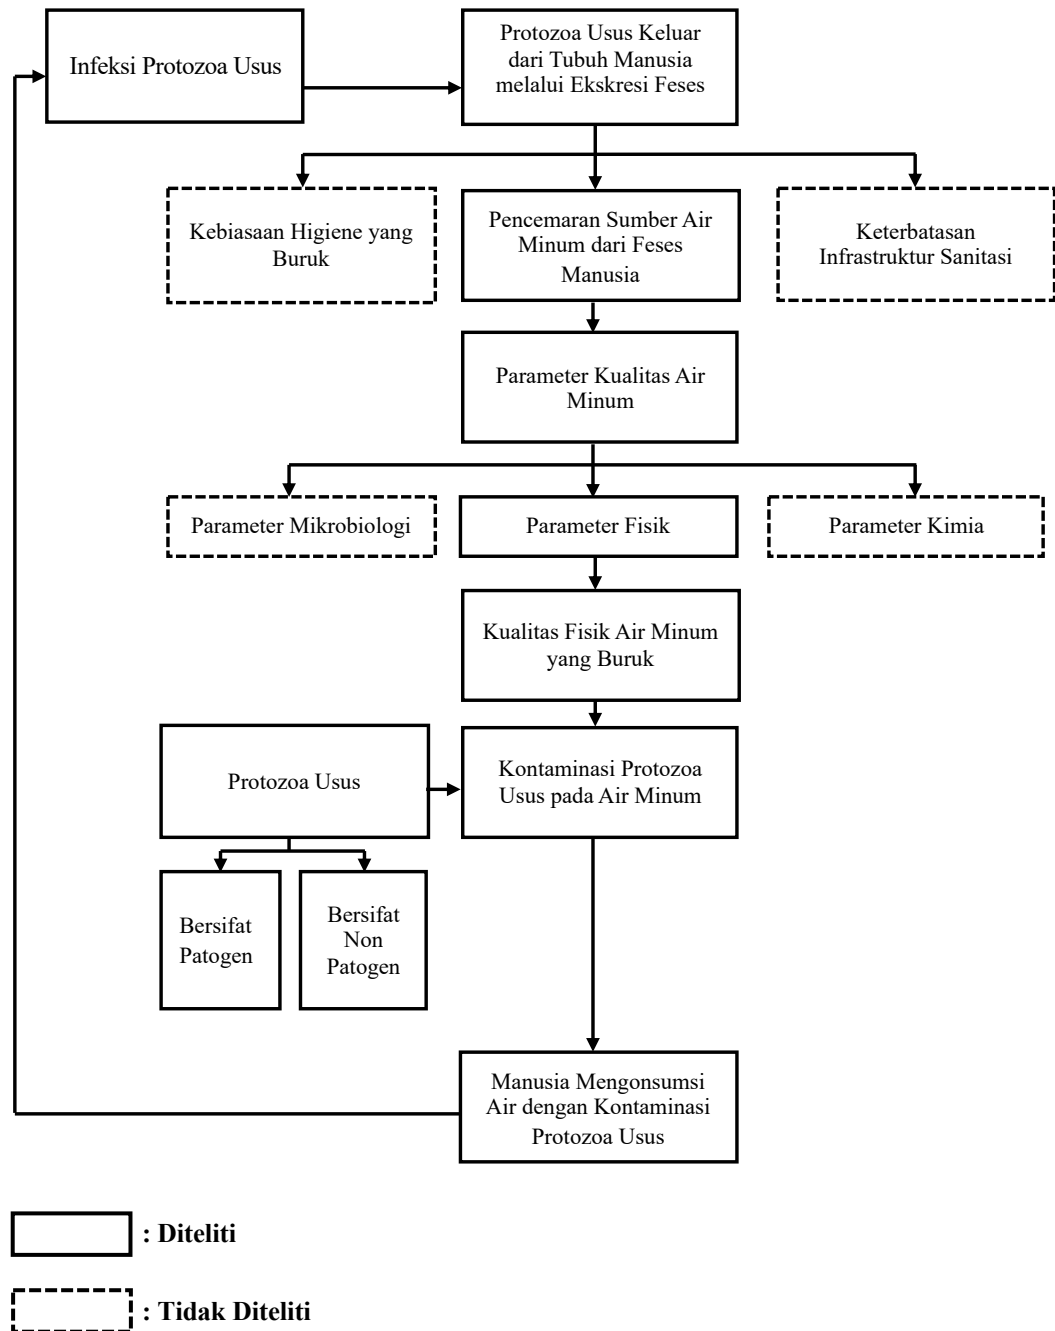 Infeksi Protozoa Usus
Protozoa Usus Keluar
dari Tubuh Manusia
melalui Ekskresi Feses
Kebiasaan Higiene yang
Buruk
Pencemaran Sumber Air
Minum dari Feses
Manusia
Keterbatasan
Infrastruktur Sanitasi
Parameter Kualitas Air
Minum
Parameter Mikrobiologi
Parameter Fisik
Parameter Kimia
Kualitas Fisik Air Minum
yang Buruk
Protozoa Usus
Kontaminasi Protozoa
Usus pada Air Minum
Bersifat
Patogen
Bersifat
Non
Patogen
Manusia Mengonsumsi
Air dengan Kontaminasi
Protozoa Usus
: Diteliti
: Tidak Diteliti